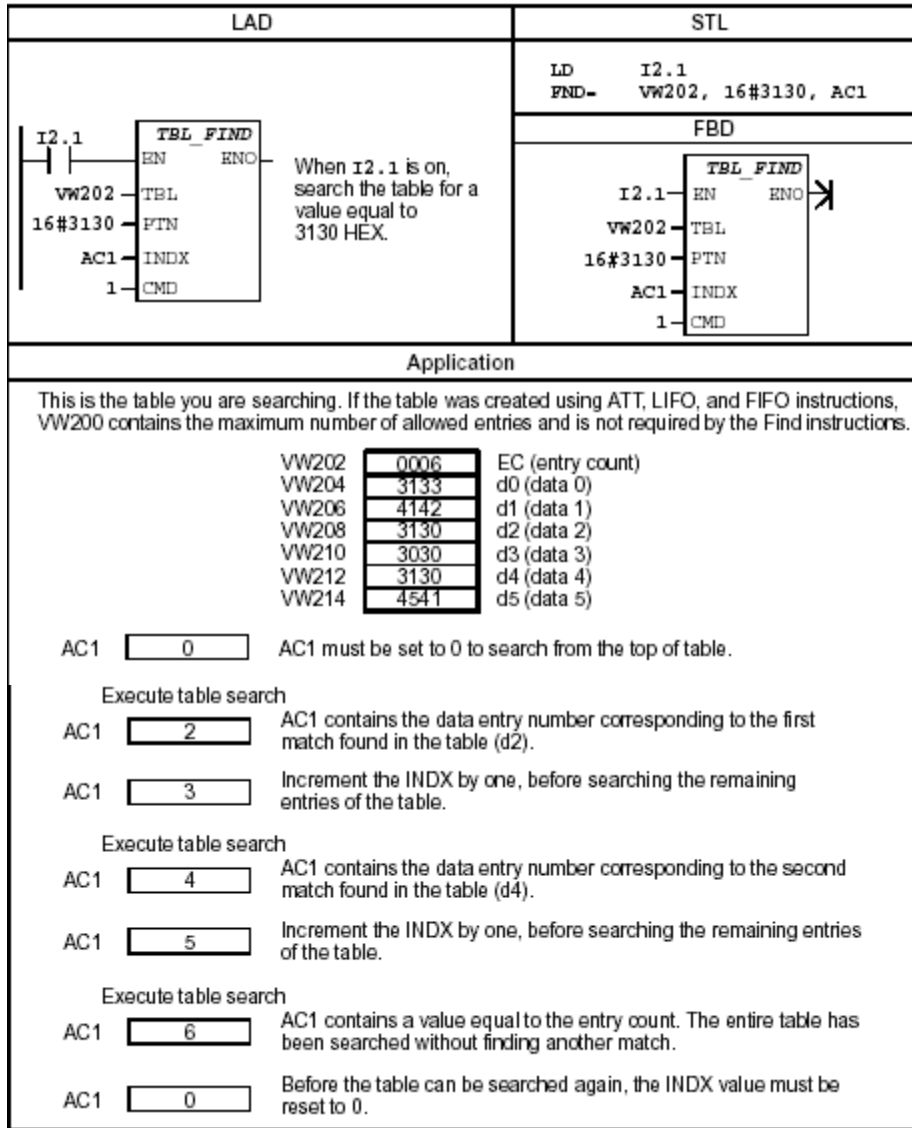 LAD
STL
LD I2.1
FND= VW202, 16#3130, AC1
I2.1
TBL_FIND
EN ENO
VW202 TBL
16#3130 PTN
AC1 INDX
1 CMD
When I2.1 is on,
search the table for a
value equal to
3130 HEX.
FBD
TBL_FIND
I2.1 EN ENO
VW202 TBL
16#3130 PTN
AC1 INDX
1 CMD
Application
This is the table you are searching. If the table was created using ATT, LIFO, and FIFO instructions,
VW200 contains the maximum number of allowed entries and is not required by the Find instructions.
VW202 0006 EC (entry count)
VW204 3133 d0 (data 0)
VW206 4142 d1 (data 1)
VW208 3130 d2 (data 2)
VW210 3030 d3 (data 3)
VW212 3130 d4 (data 4)
VW214 4541 d5 (data 5)
AC1 0 AC1 must be set to 0 to search from the top of table.
Execute table search
AC1 2 AC1 contains the data entry number corresponding to the first
match found in the table (d2).
AC1 3 Increment the INDX by one, before searching the remaining
entries of the table.
Execute table search
AC1 4 AC1 contains the data entry number corresponding to the second
match found in the table (d4).
AC1 5 Increment the INDX by one, before searching the remaining entries
of the table.
Execute table search
AC1 6 AC1 contains a value equal to the entry count. The entire table has
been searched without finding another match.
AC1 0 Before the table can be searched again, the INDX value must be
reset to 0.